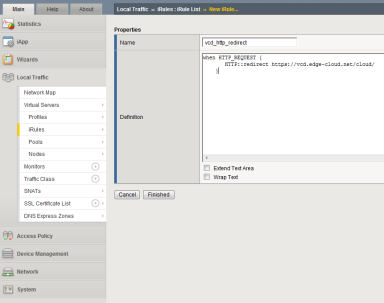 Main Help About
Local Traffic » iRules : iRule List » New iRule...
Statistics
iApp
Wizards
Local Traffic
Network Map
Virtual Servers
Profiles
iRules
Pools
Nodes
Monitors
Traffic Class
SNATs
SSL Certificate List
DNS Express Zones
Access Policy
Device Management
Network
System
Properties
Name vcd_http_redirect
Definition
when HTTP_REQUEST {
HTTP::redirect https://vcd.edge-cloud.net/cloud/
}
Extend Text Area
Wrap Text
Cancel Finished